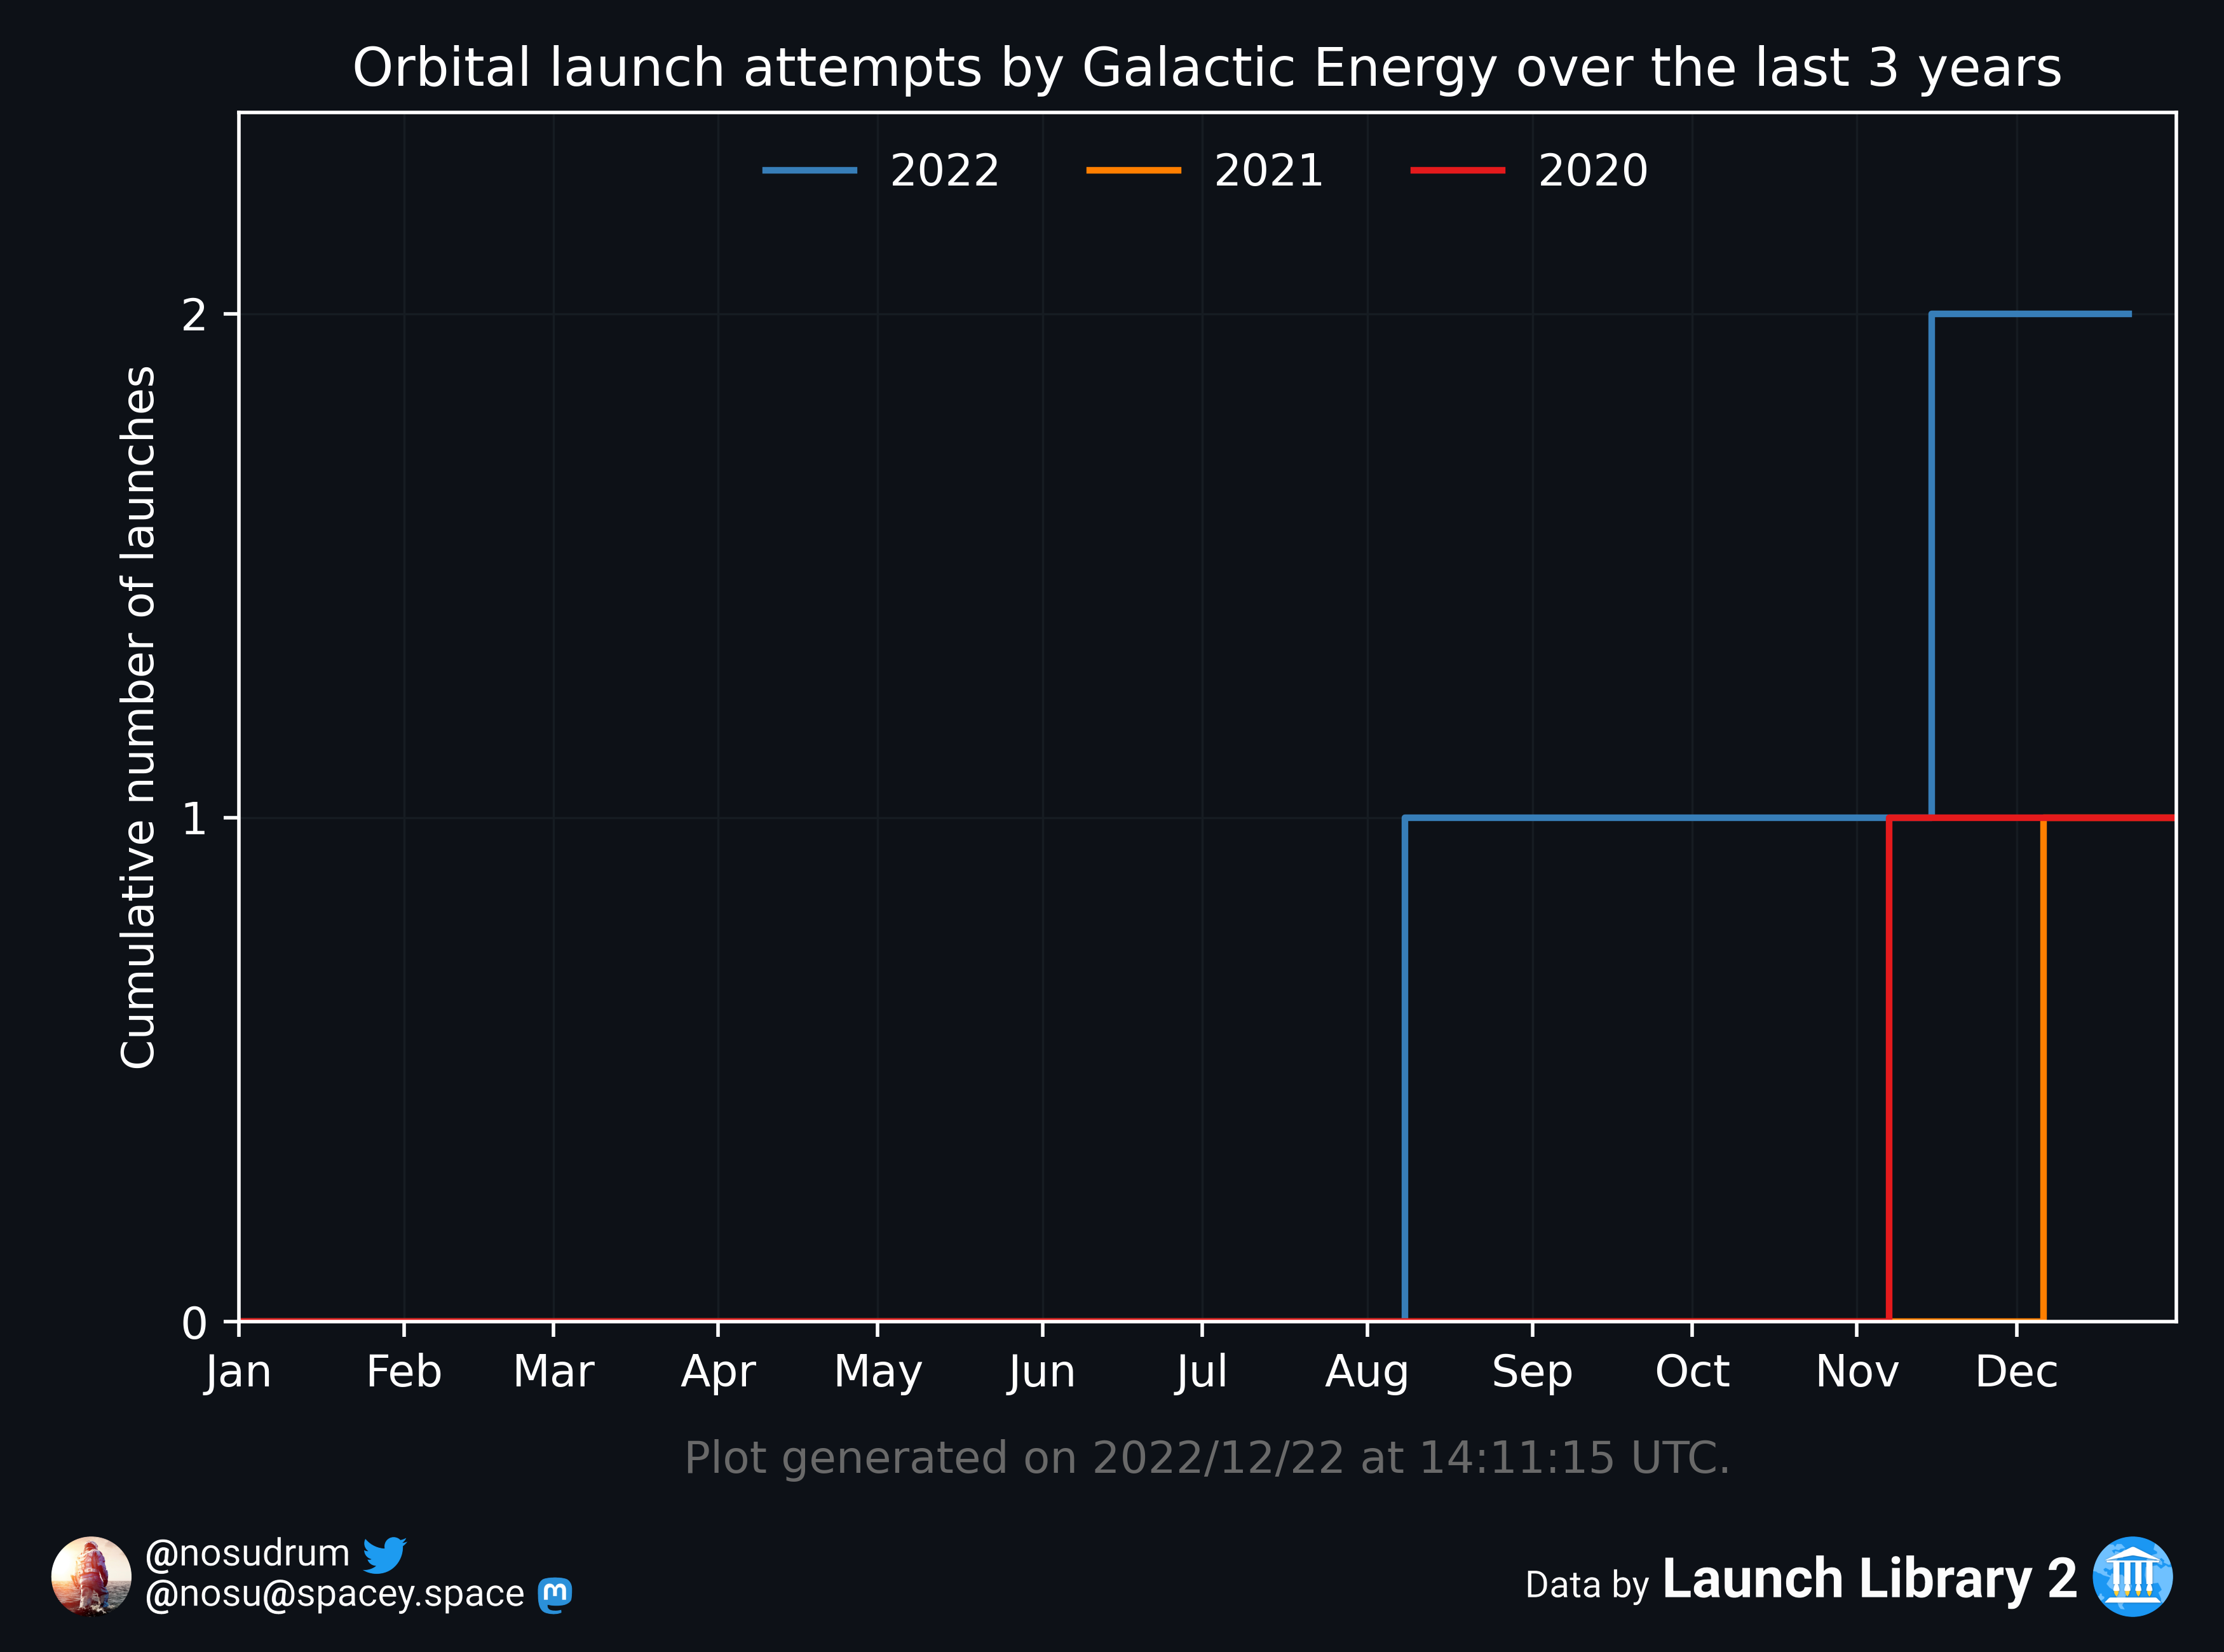 Orbital launch attempts by Galactic Energy over the last 3 years
2022 2021 2020
Cumulative number of launches
2
1
0
Jan Feb Mar Apr May Jun Jul Aug Sep Oct Nov Dec
Plot generated on 2022/12/22 at 14:11:15 UTC.
@nosudrum
@nosu@spacey.space
Data by Launch Library 2